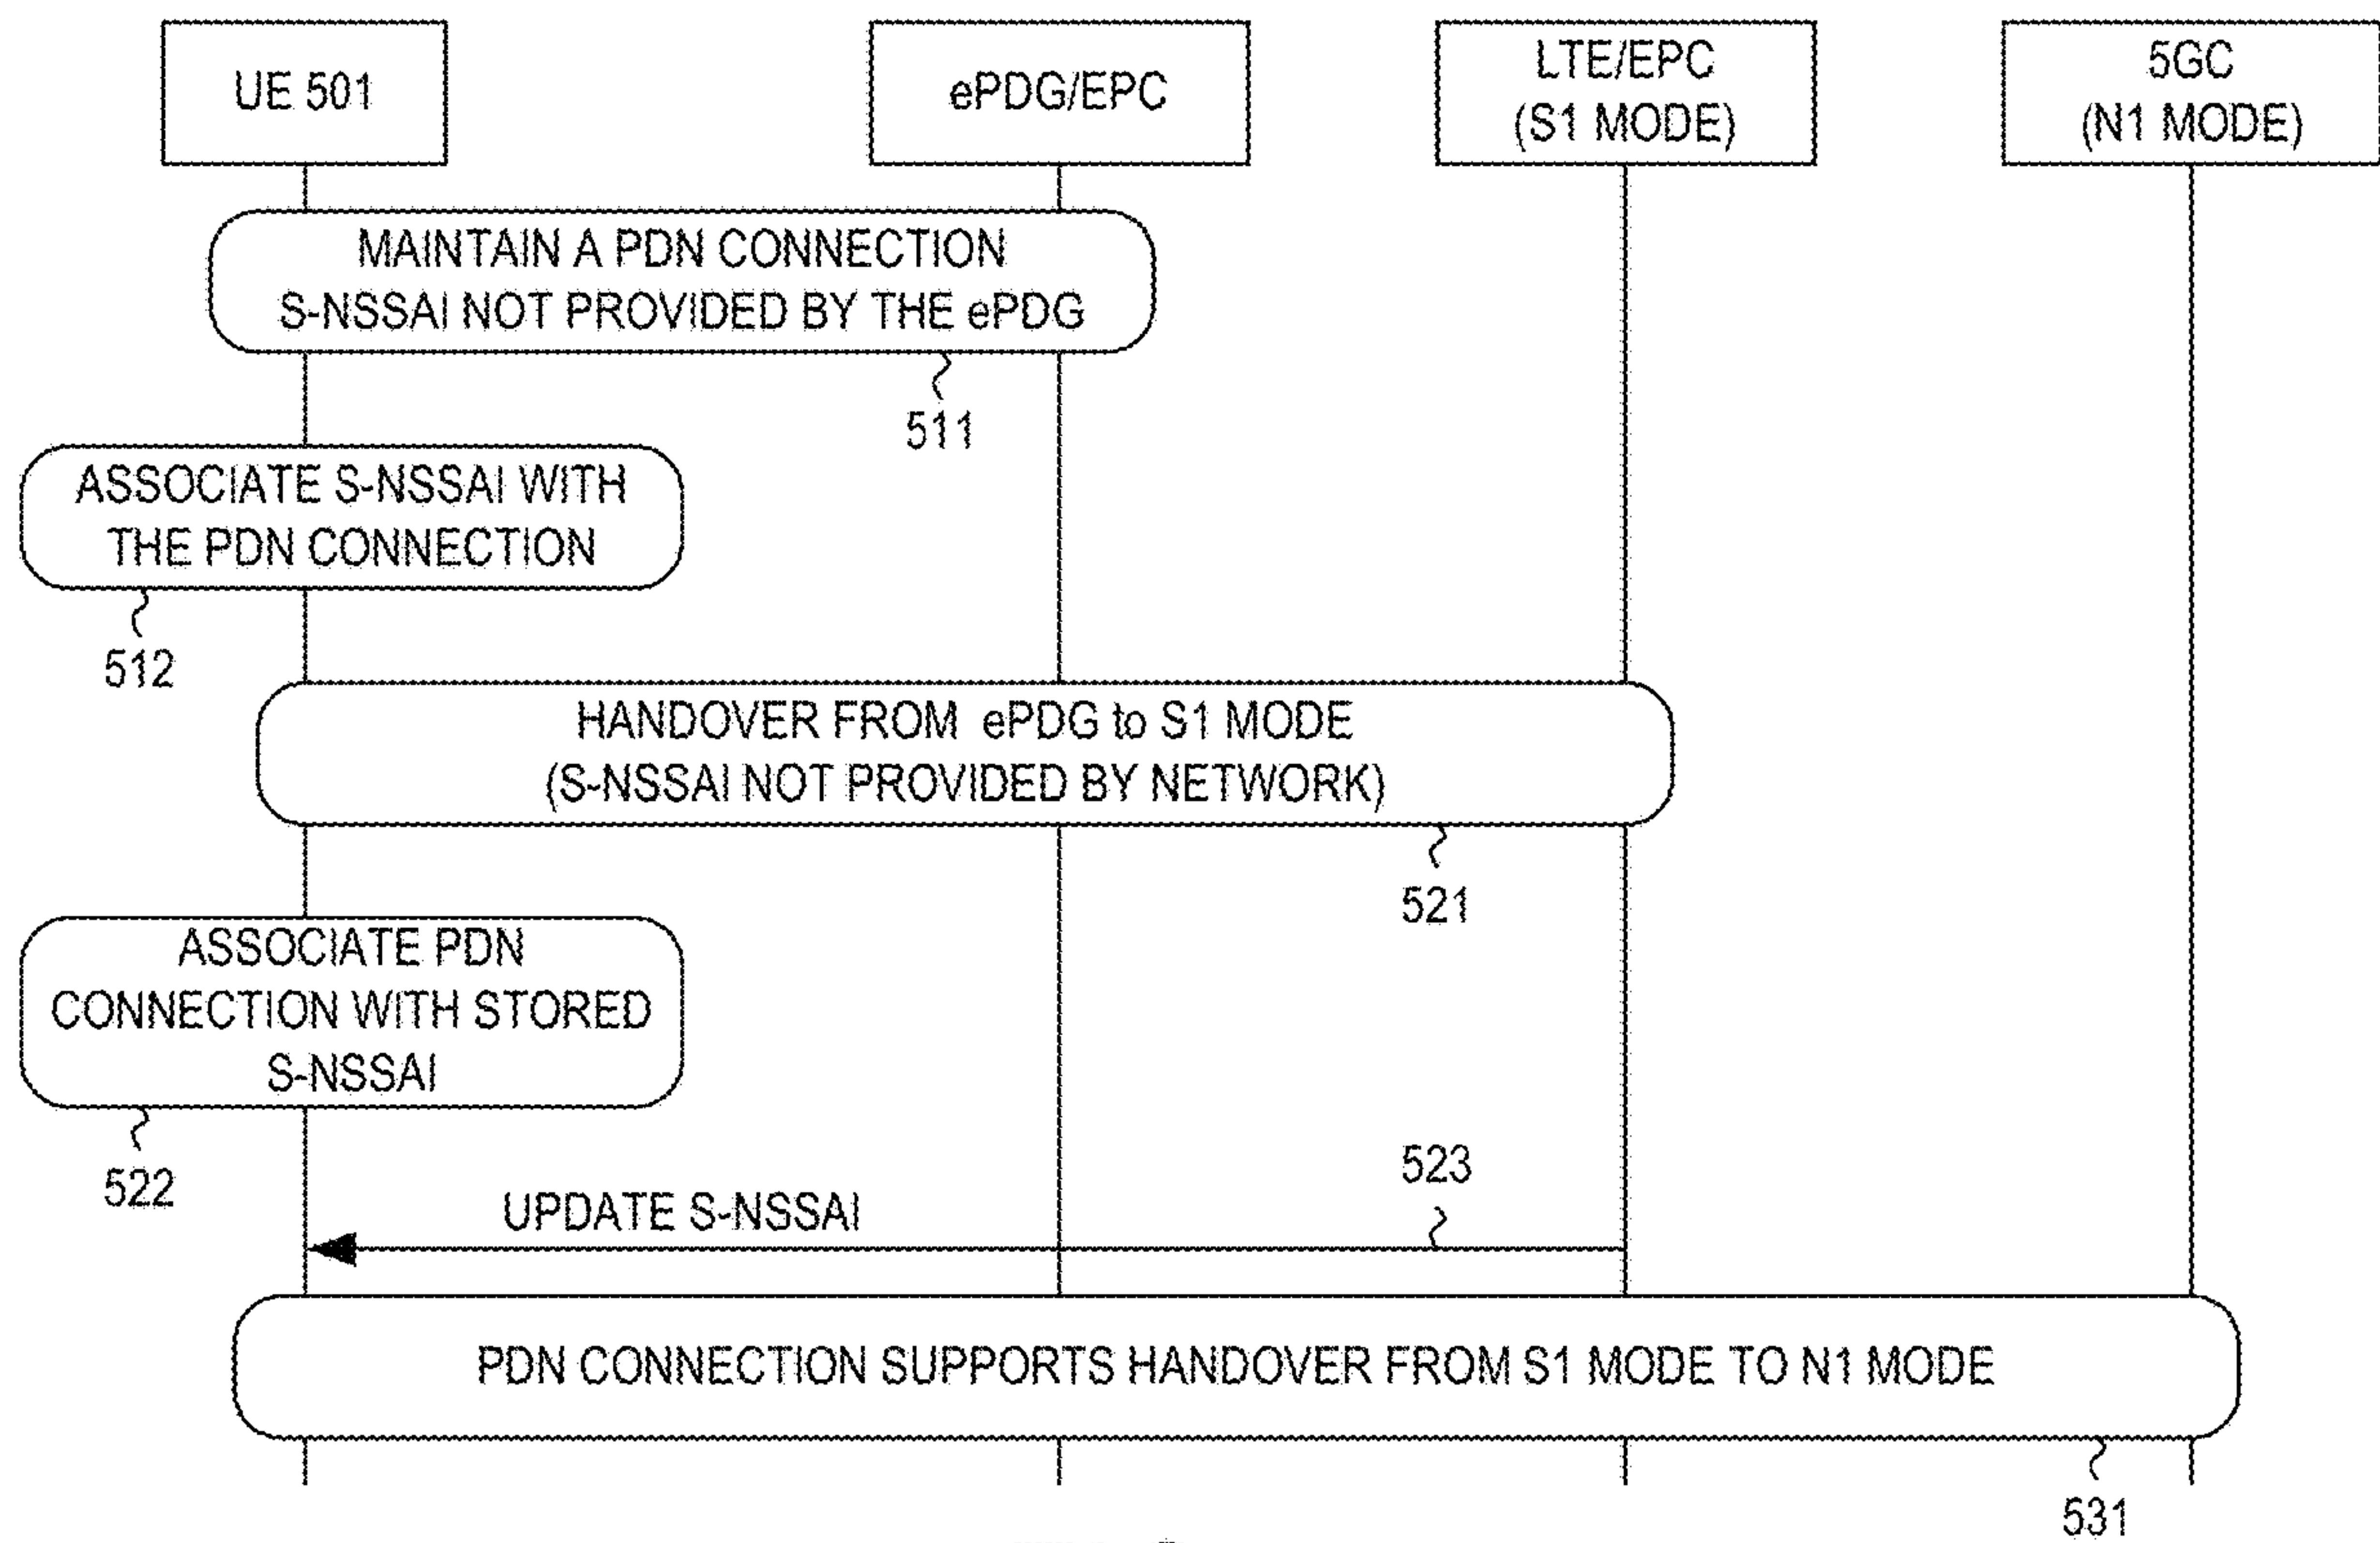 UE 501
ePDG/EPC
LTE/EPC
(S1 MODE)
5GC
(N1 MODE)
MAINTAIN A PDN CONNECTION
S-NSSAI NOT PROVIDED BY THE ePDG
511
ASSOCIATE S-NSSAI WITH
THE PDN CONNECTION
512
HANDOVER FROM ePDG to S1 MODE
(S-NSSAI NOT PROVIDED BY NETWORK)
521
ASSOCIATE PDN
CONNECTION WITH STORED
S-NSSAI
522
523
UPDATE S-NSSAI
PDN CONNECTION SUPPORTS HANDOVER FROM S1 MODE TO N1 MODE
531